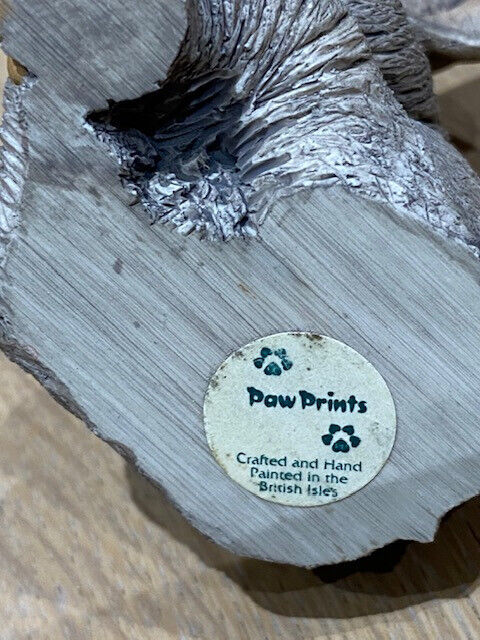 Paw Prints
Crafted and Hand
Painted in the
British Isles